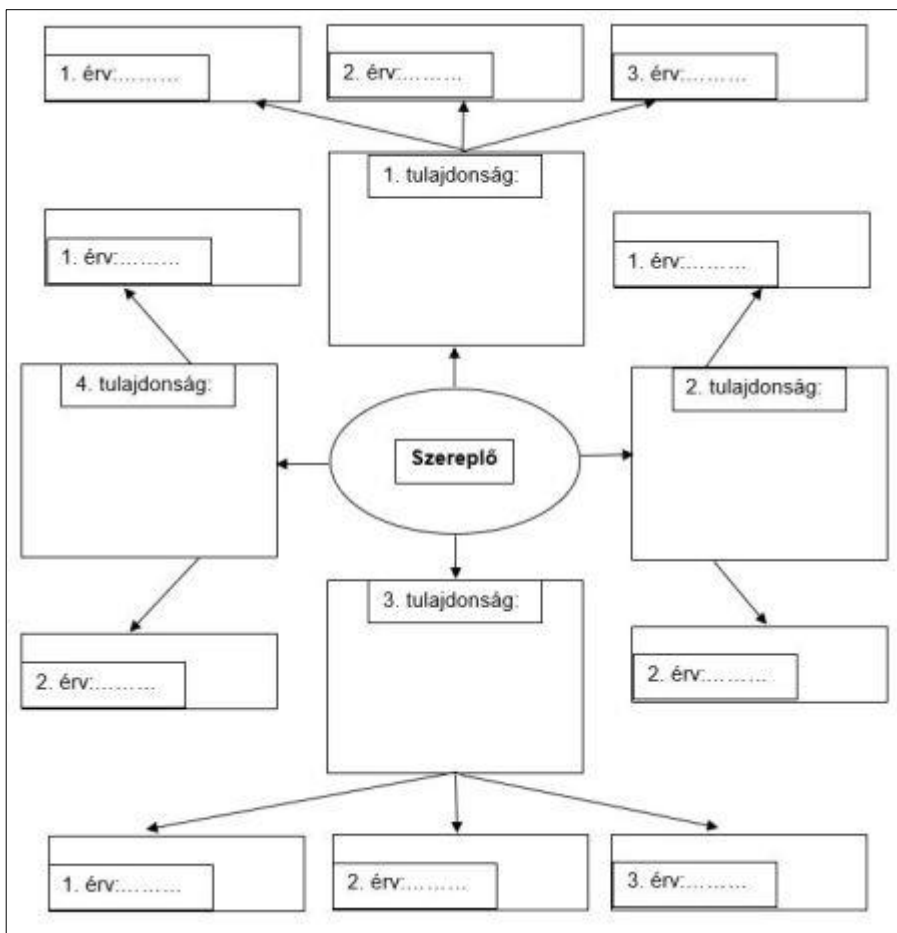 1. érv:………
2. érv:………
3. érv:………
1. tulajdonság:
1. érv:………
1. érv:………
4. tulajdonság:
2. tulajdonság:
Szereplő
3. tulajdonság:
2. érv:………
2. érv:………
1. érv:………
2. érv:………
3. érv:………